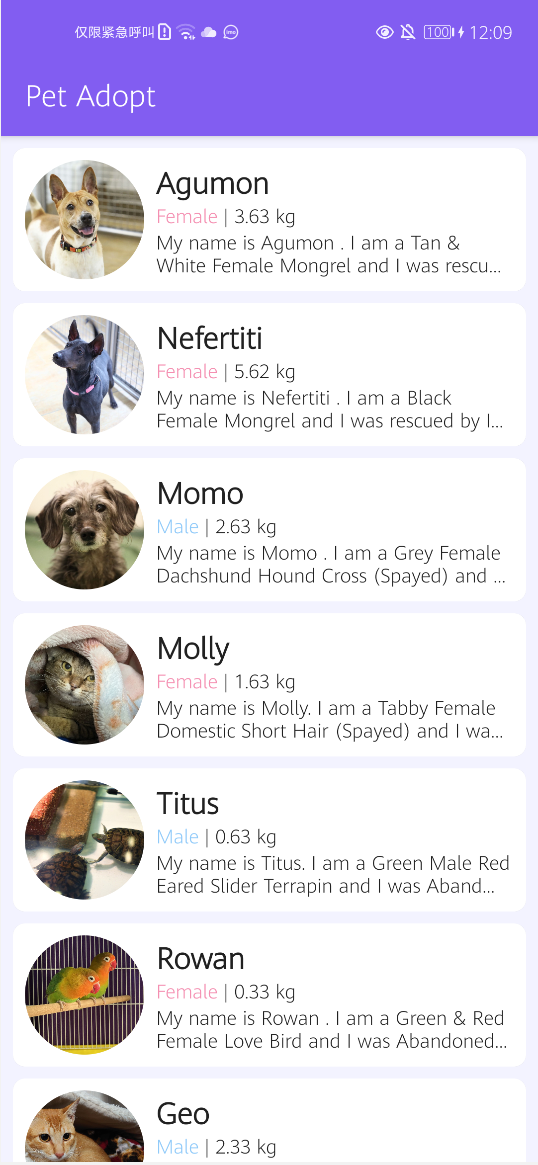 仅限紧急呼叫 100 12:09
Pet Adopt
Agumon
Female | 3.63 kg
My name is Agumon . I am a Tan &
White Female Mongrel and I was rescu...
Nefertiti
Female | 5.62 kg
My name is Nefertiti . I am a Black
Female Mongrel and I was rescued by I...
Momo
Male | 2.63 kg
My name is Momo . I am a Grey Female
Dachshund Hound Cross (Spayed) and ...
Molly
Female | 1.63 kg
My name is Molly. I am a Tabby Female
Domestic Short Hair (Spayed) and I wa...
Titus
Male | 0.63 kg
My name is Titus. I am a Green Male Red
Eared Slider Terrapin and I was Aband...
Rowan
Female | 0.33 kg
My name is Rowan . I am a Green & Red
Female Love Bird and I was Abandoned...
Geo
Male | 2.33 kg